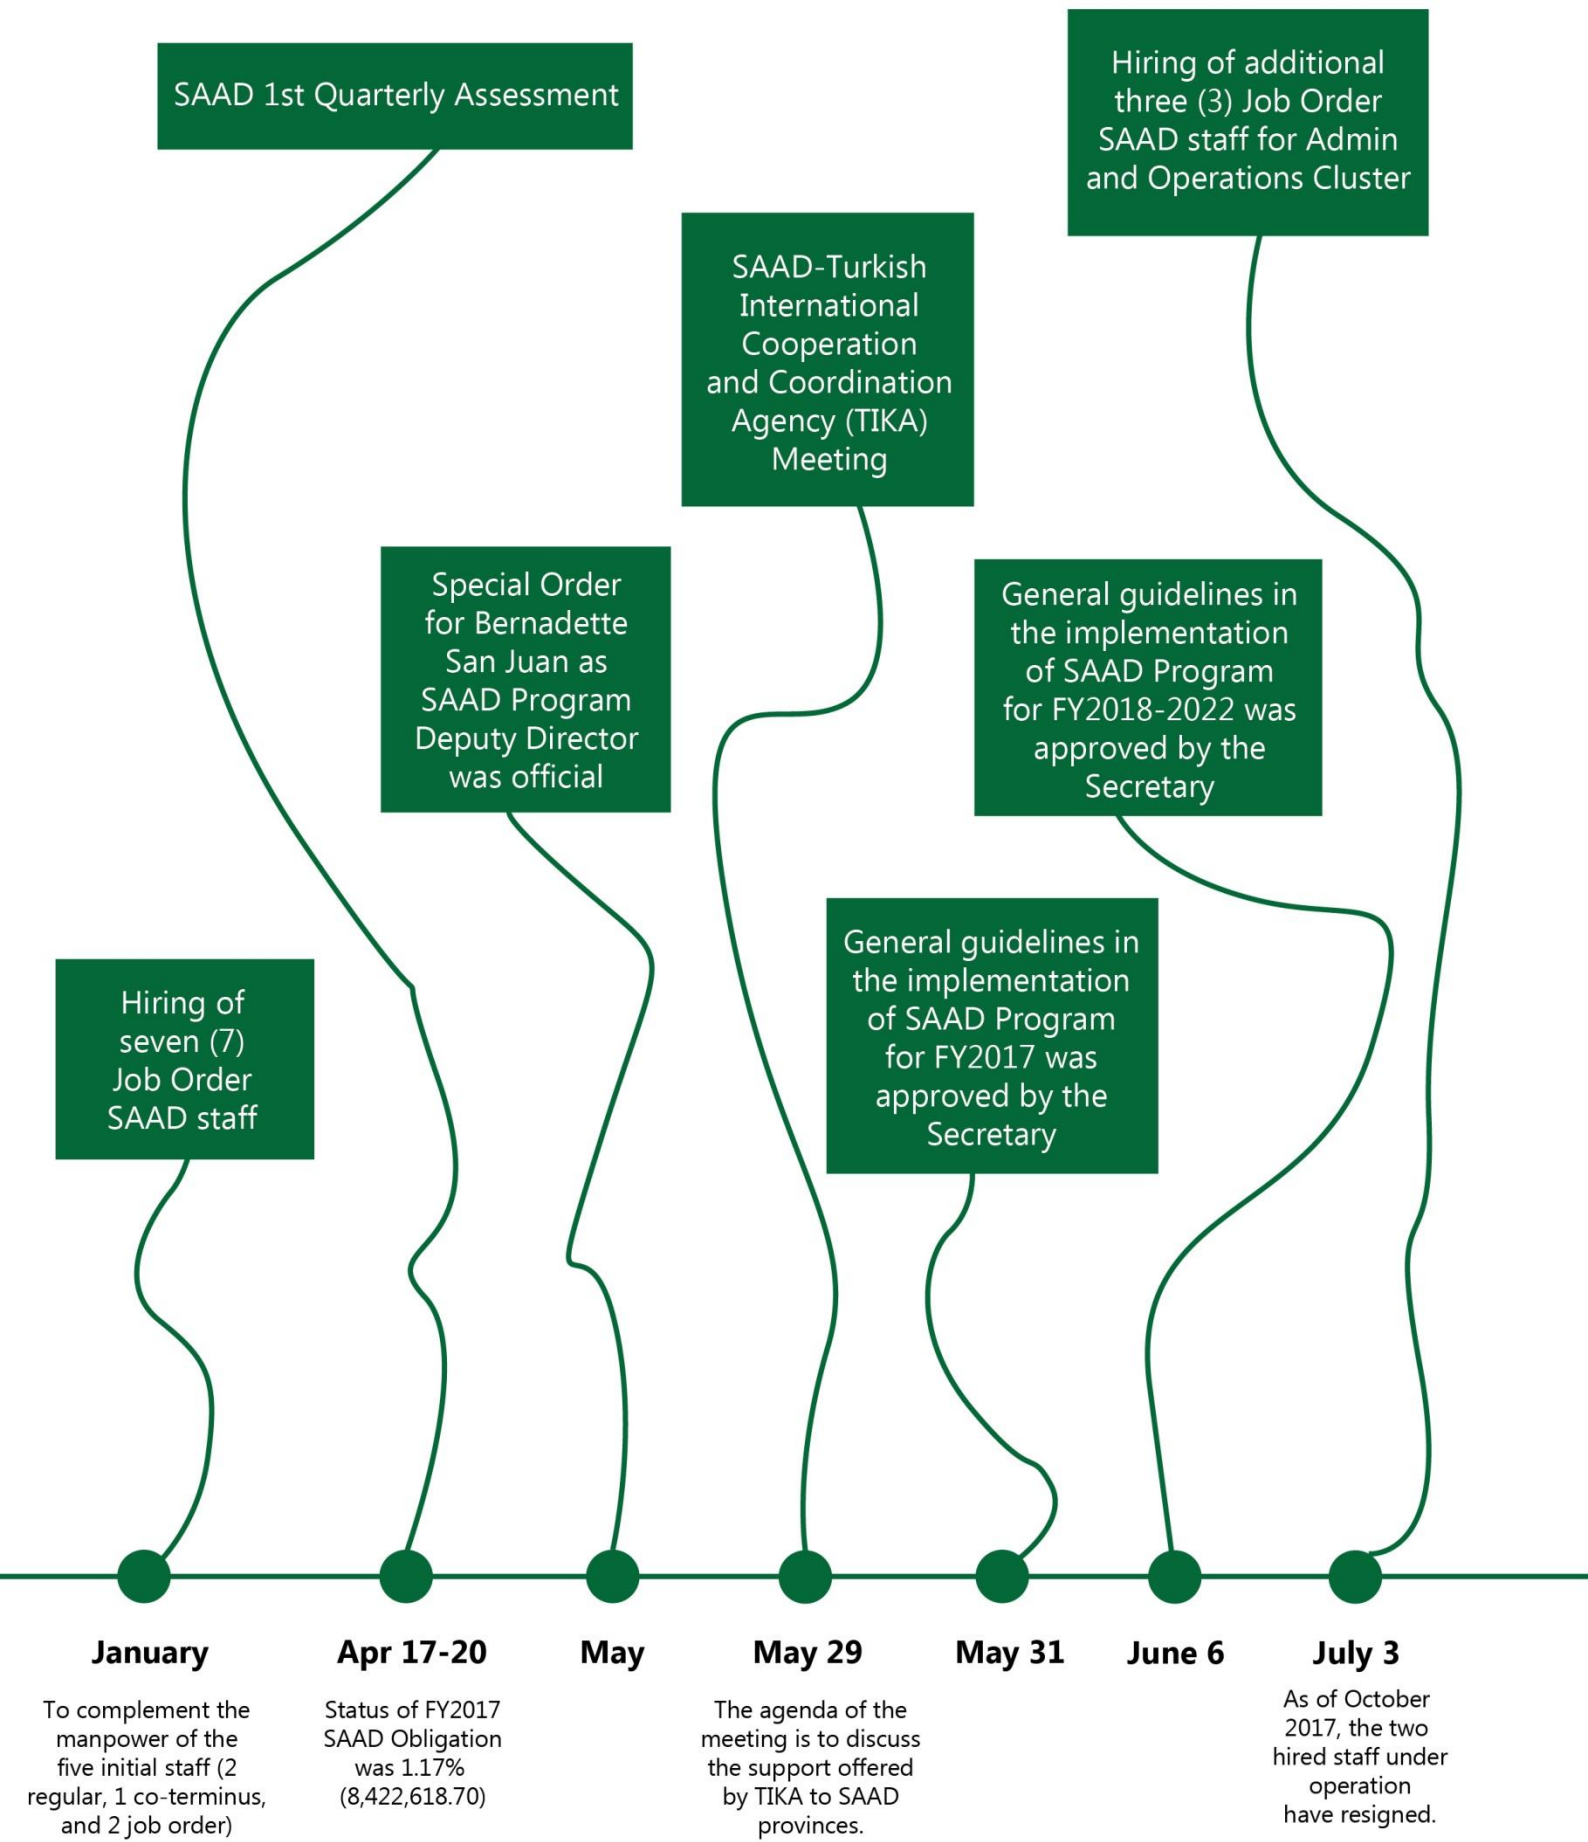 SAAD 1st Quarterly Assessment
Hiring of additional
three (3) Job Order
SAAD staff for Admin
and Operations Cluster
SAAD-Turkish
International
Cooperation
and Coordination
Agency (TIKA)
Meeting
Special Order
for Bernadette
San Juan as
SAAD Program
Deputy Director
was official
General guidelines in
the implementation
of SAAD Program
for FY2018-2022 was
approved by the
Secretary
General guidelines in
the implementation
of SAAD Program
for FY2017 was
approved by the
Secretary
Hiring of
seven (7)
Job Order
SAAD staff
January
To complement the
manpower of the
five initial staff (2
regular, 1 co-terminus,
and 2 job order)
Apr 17-20
Status of FY2017
SAAD Obligation
was 1.17%
(8,422,618.70)
May
May 29
The agenda of the
meeting is to discuss
the support offered
by TIKA to SAAD
provinces.
May 31
June 6
July 3
As of October
2017, the two
hired staff under
operation
have resigned.